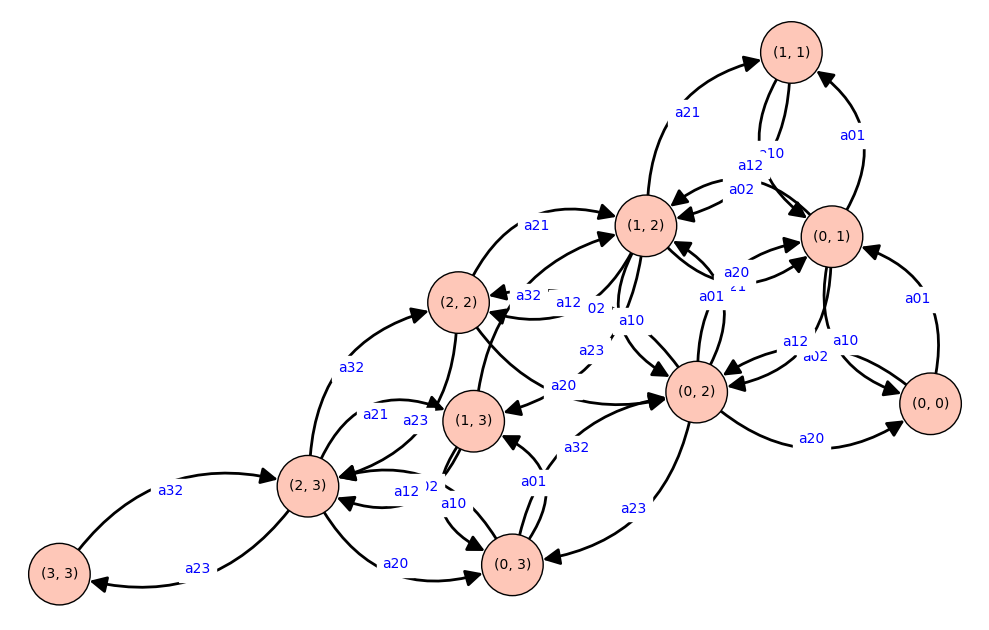 (1, 1)
a21
a01
a10
a12
a02
(1, 2)
(0, 1)
a21
a20
a32
a12
02
a01
a01
(2, 2)
a10
a23
a12
a10
a02
a32
a20
(0, 2)
(0, 0)
a21
a23
(1, 3)
a20
a32
a01
(2, 3)
a32
a12
02
a10
a23
a20
a23
(0, 3)
(3, 3)